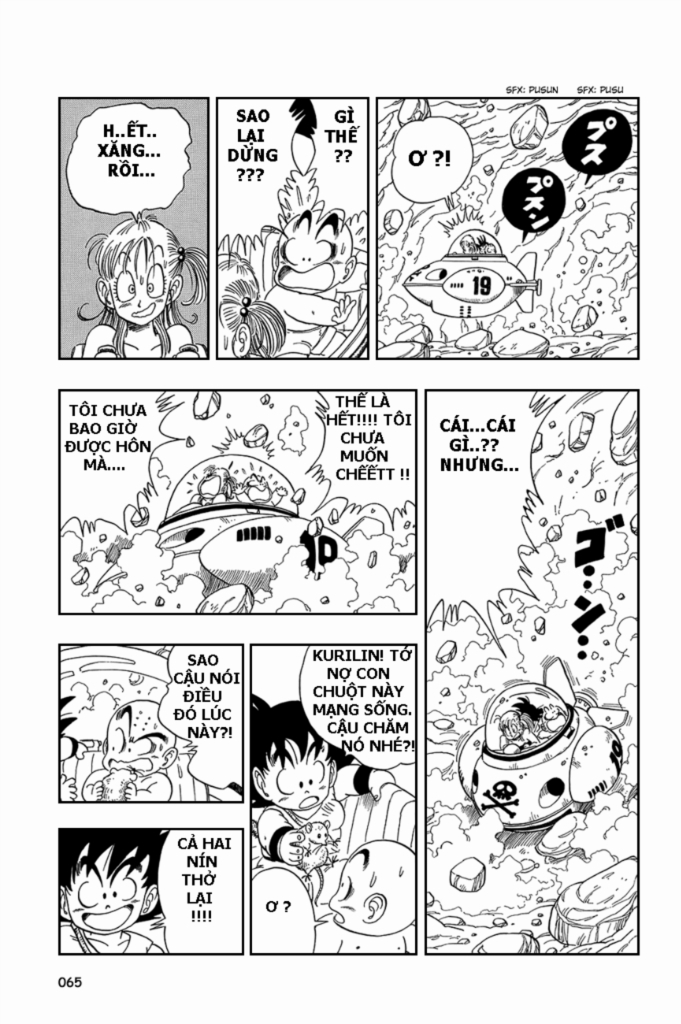 SFX: PUSUN SFX: PUSU
プス
プスン
Ơ ?!
GÌ
THẾ
??
SAO
LẠI
DỪNG
???
H..ẾT..
XĂNG...
RỒI...
19
CÁI...CÁI
GÌ..??
NHƯNG...
ゴ...ン...
19
THẾ LÀ
HẾT!!!! TÔI
CHƯA
MUỐN
CHẾẾTT !!
TÔI CHƯA
BAO GIỜ
ĐƯỢC HÔN
MÀ....
19
KURILIN! TỚ
NỢ CON
CHUỘT NÀY
MẠNG SỐNG.
CẬU CHĂM
NÓ NHÉ?!
Ơ ?
SAO
CẬU NÓI
ĐIỀU
ĐÓ LÚC
NÀY?!
CẢ HAI
NÍN
THỞ
LẠI
!!!!
065